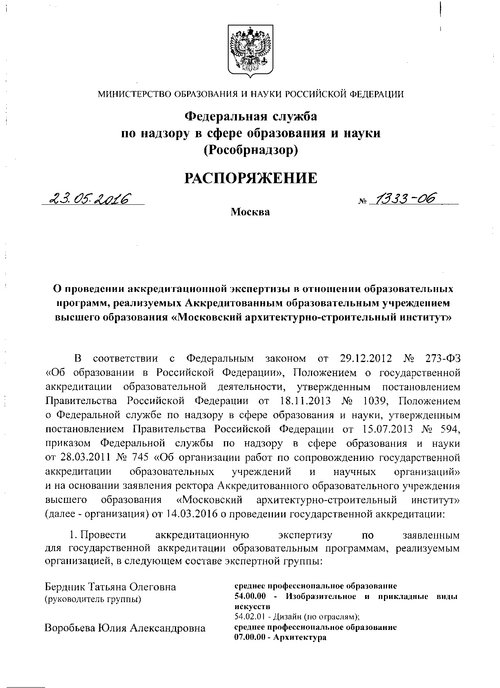 МИНИСТЕРСТВО ОБРАЗОВАНИЯ И НАУКИ РОССИЙСКОЙ ФЕДЕРАЦИИ
Федеральная служба
по надзору в сфере образования и науки
(Рособрнадзор)
РАСПОРЯЖЕНИЕ
23.05.2016 № 1333-06
Москва
О проведении аккредитационной экспертизы в отношении образовательных
программ, реализуемых Аккредитованным образовательным учреждением
высшего образования «Московский архитектурно-строительный институт»
В соответствии с Федеральным законом от 29.12.2012 № 273-ФЗ
«Об образовании в Российской Федерации», Положением о государственной
аккредитации образовательной деятельности, утвержденным постановлением
Правительства Российской Федерации от 18.11.2013 № 1039, Положением
о Федеральной службе по надзору в сфере образования и науки, утвержденным
постановлением Правительства Российской Федерации от 15.07.2013 № 594,
приказом Федеральной службы по надзору в сфере образования и науки
от 28.03.2011 № 745 «Об организации работ по сопровождению государственной
аккредитации образовательных учреждений и научных организаций»
и на основании заявления ректора Аккредитованного образовательного учреждения
высшего образования «Московский архитектурно-строительный институт»
(далее - организация) от 14.03.2016 о проведении государственной аккредитации:
1. Провести аккредитационную экспертизу по заявленным
для государственной аккредитации образовательным программам, реализуемым
организацией, в следующем составе экспертной группы:
Бердник Татьяна Олеговна
(руководитель группы)
среднее профессиональное образование
54.00.00 - Изобразительное и прикладные виды
искусств
54.02.01 - Дизайн (по отраслям);
Воробьева Юлия Александровна
среднее профессиональное образование
07.00.00 - Архитектура